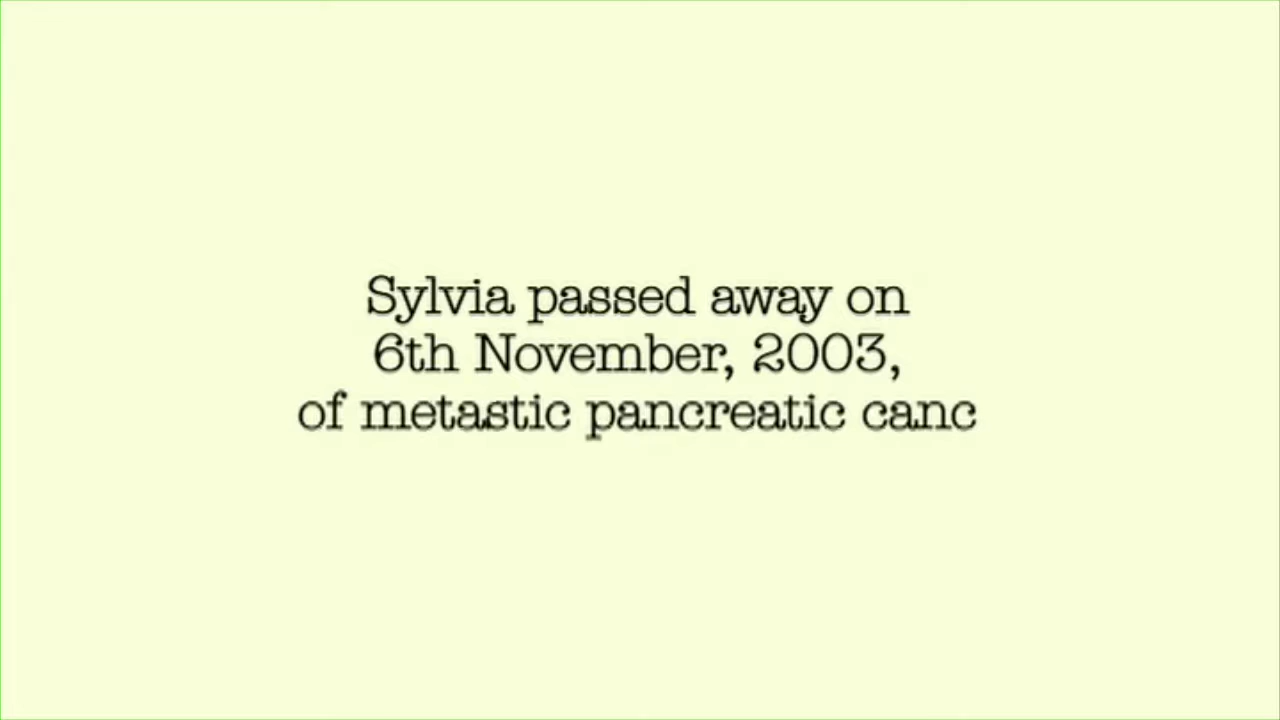 Sylvia passed away on
6th November, 2003,
of metastic pancreatic canc